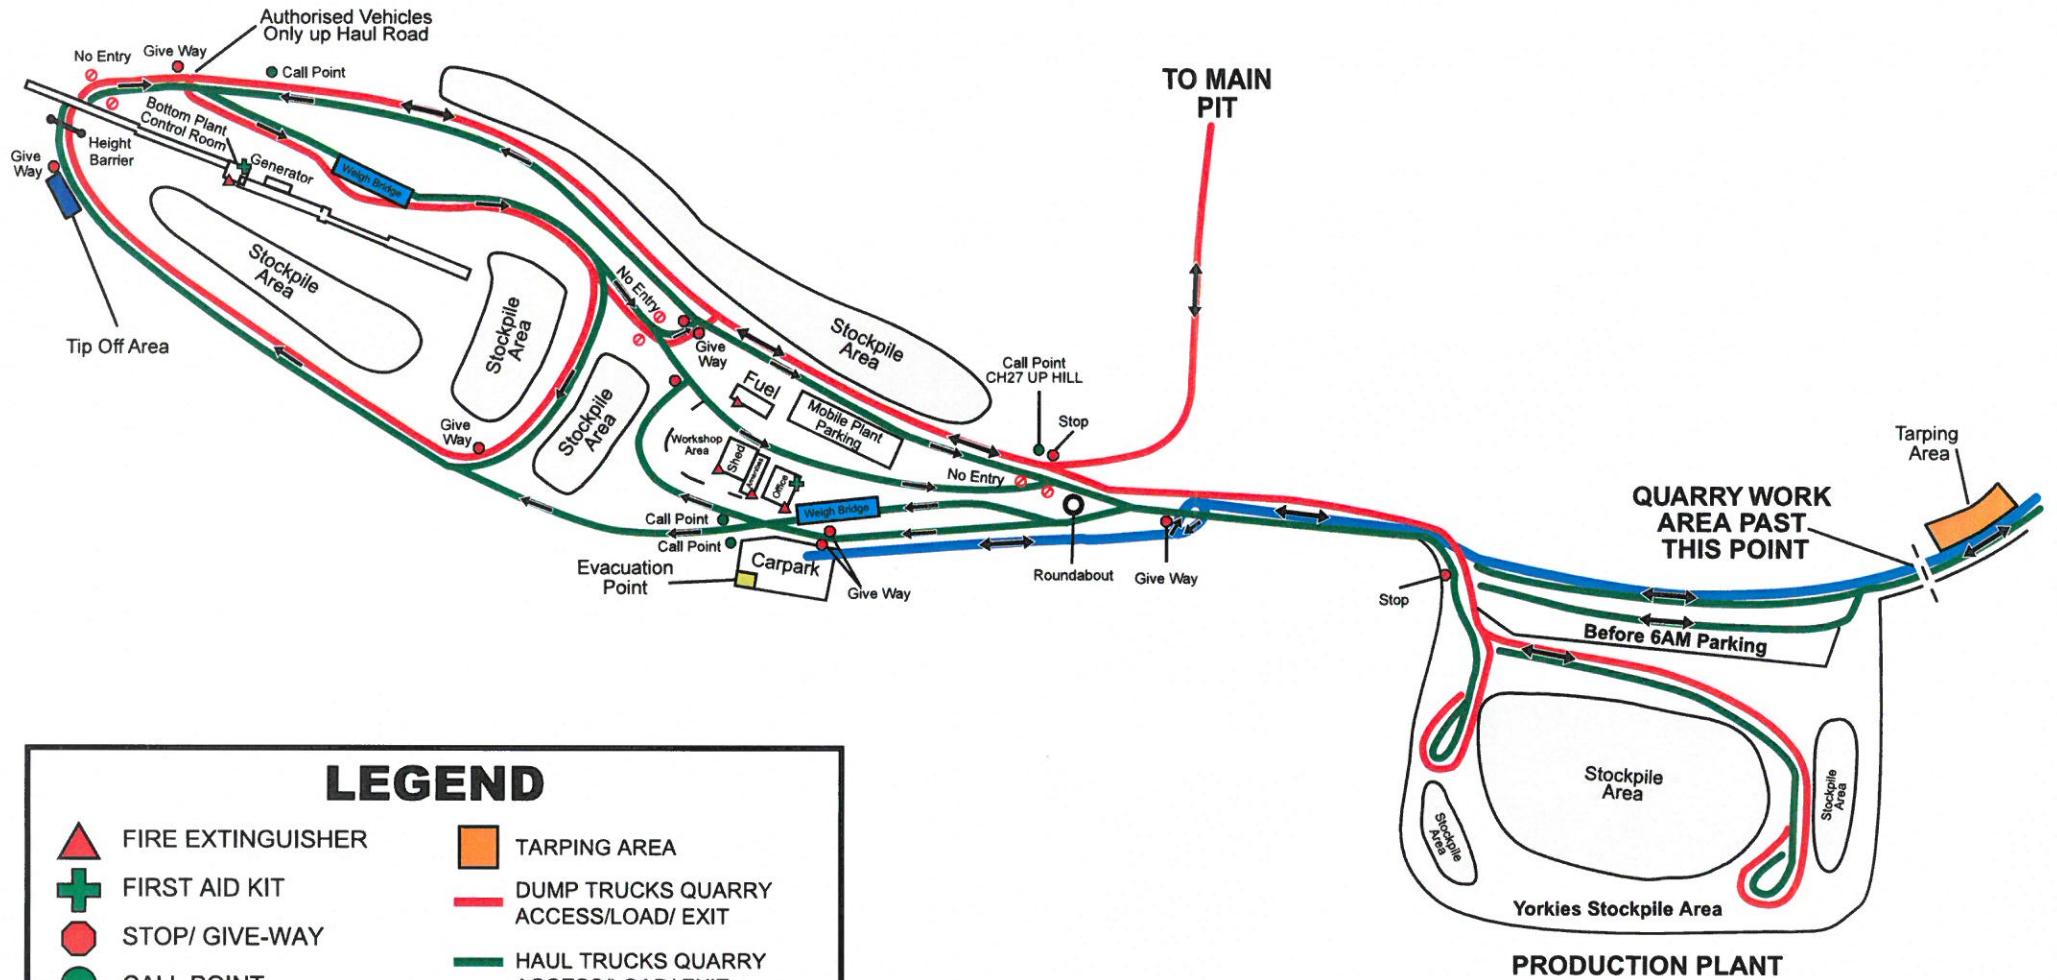 Authorised Vehicles
Only up Haul Road
No Entry
Give Way
Call Point
Bottom Plant
Control Room
Height
Barrier
Generator
Weigh Bridge
Give
Way
Tip Off Area
Stockpile
Area
Stockpile
Area
Stockpile
Area
Give
Way
No Entry
Give
Way
Stockpile
Area
Fuel
Mobile Plant
Parking
Workshop
Area
Shed
Amenities
Office
Weigh Bridge
Call Point
Call Point
Evacuation
Point
Carpark
Give Way
Call Point
CH27 UP HILL
Stop
No Entry
Roundabout
Give Way
TO MAIN
PIT
Stop
QUARRY WORK
AREA PAST
THIS POINT
Tarping
Area
Before 6AM Parking
Stockpile
Area
Stockpile
Area
Stockpile
Area
Yorkies Stockpile Area
PRODUCTION PLANT
LEGEND
FIRE EXTINGUISHER
FIRST AID KIT
STOP/ GIVE-WAY
CALL POINT
TARPING AREA
DUMP TRUCKS QUARRY
ACCESS/LOAD/ EXIT
HAUL TRUCKS QUARRY
ACCESS/LOAD/ EXIT